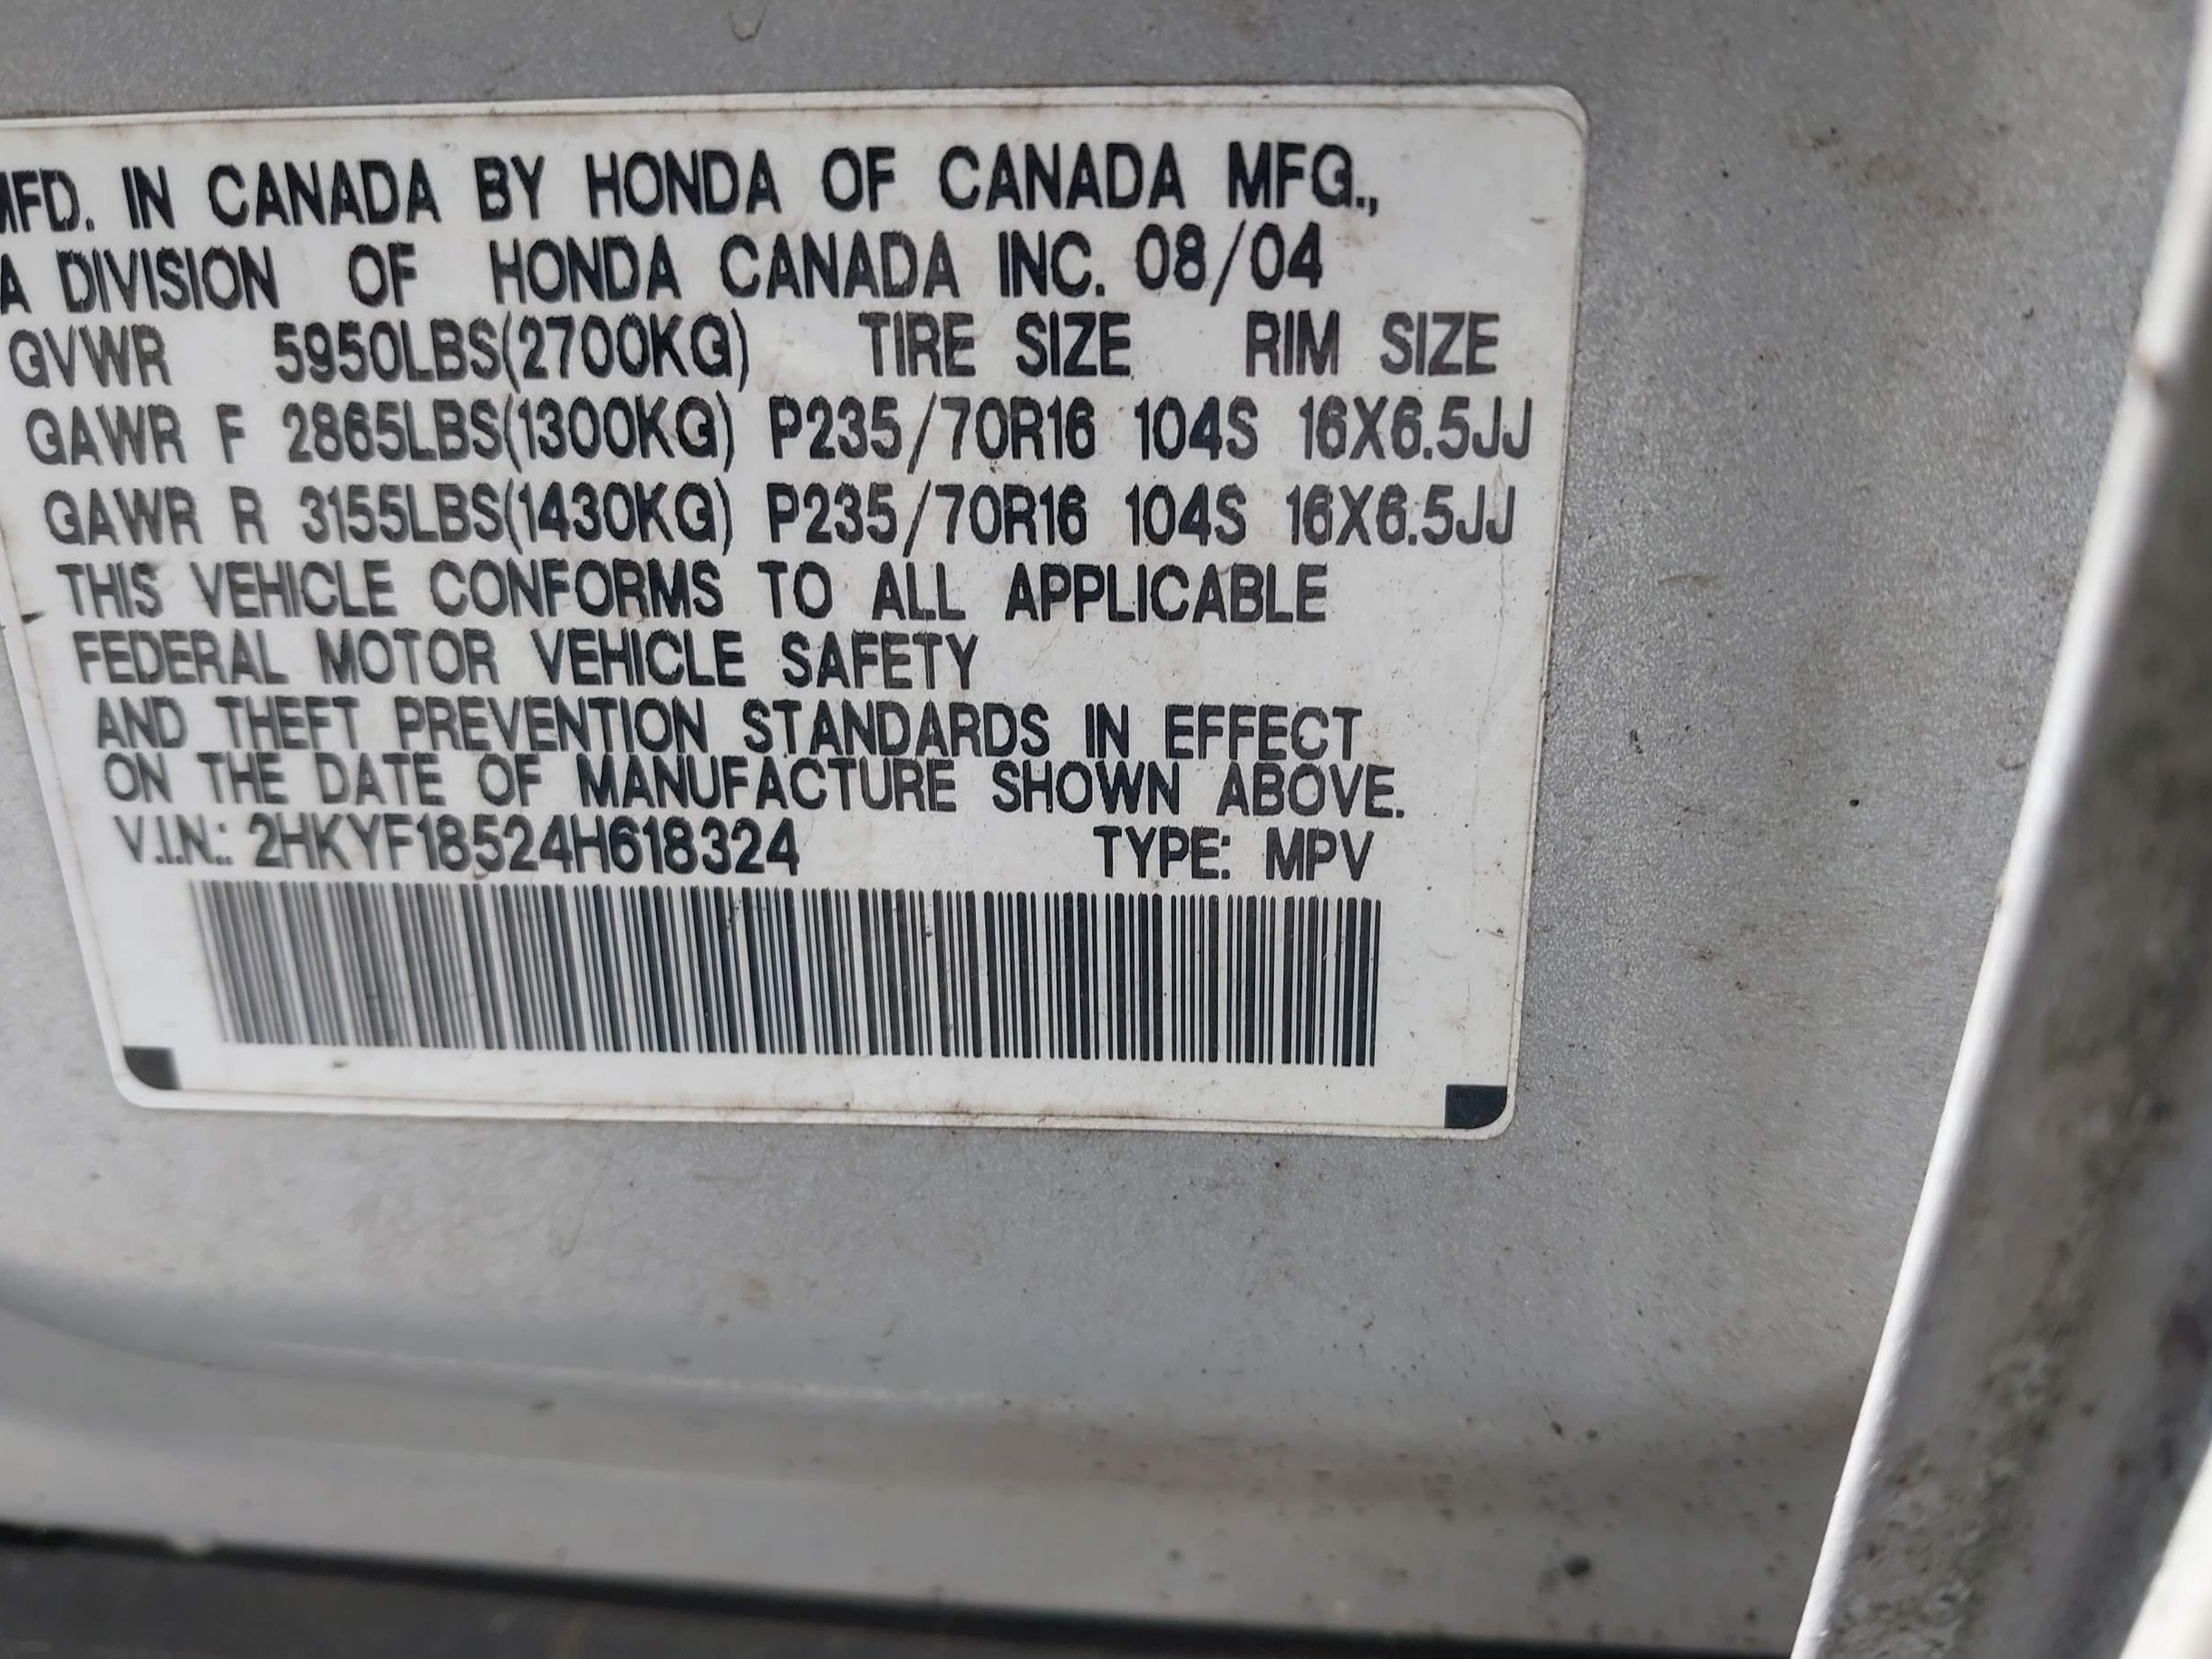 MFD. IN CANADA BY HONDA OF CANADA MFG.,
A DIVISION OF HONDA CANADA INC. 08/04
GVWR 5950LBS(2700KG) TIRE SIZE RIM SIZE
GAWR F 2865LBS(1300KG) P235/70R16 104S 16X6.5JJ
GAWR R 3155LBS(1430KG) P235/70R16 104S 16X6.5JJ
THIS VEHICLE CONFORMS TO ALL APPLICABLE
FEDERAL MOTOR VEHICLE SAFETY
AND THEFT PREVENTION STANDARDS IN EFFECT
ON THE DATE OF MANUFACTURE SHOWN ABOVE.
V.I.N.: 2HKYF18524H618324 TYPE: MPV